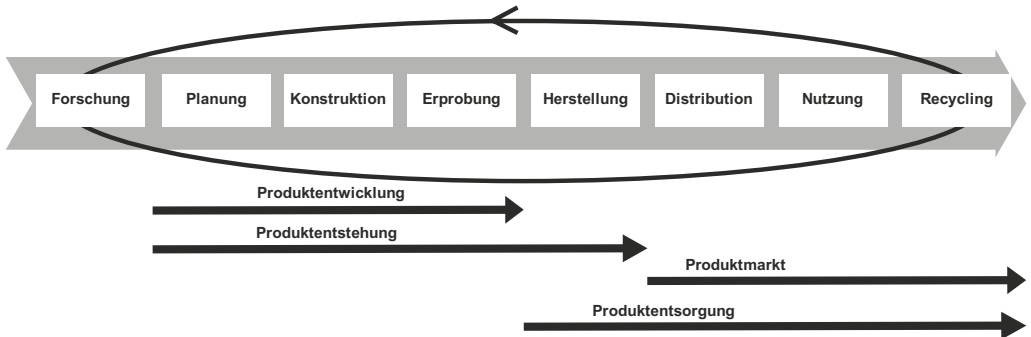 Forschung Planung Konstruktion Erprobung Herstellung Distribution Nutzung Recycling
Produktentwicklung
Produktentstehung
Produktmarkt
Produktentsorgung